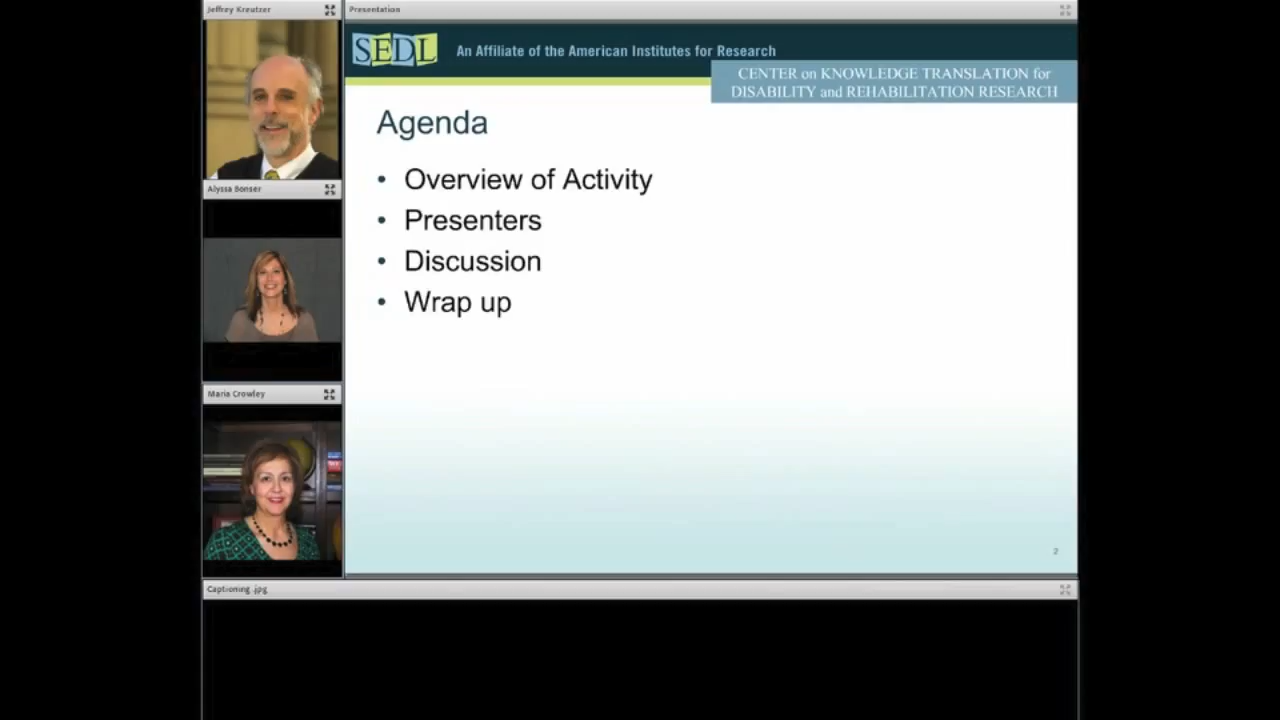 Jeffrey Kreutzer
Presentation
SEDL
An Affiliate of the American Institutes for Research
CENTER on KNOWLEDGE TRANSLATION for
DISABILITY and REHABILITATION RESEARCH
Agenda
• Overview of Activity
• Presenters
• Discussion
• Wrap up
2
Alyssa Bonser
Maria Crowley
Captioning .jpg